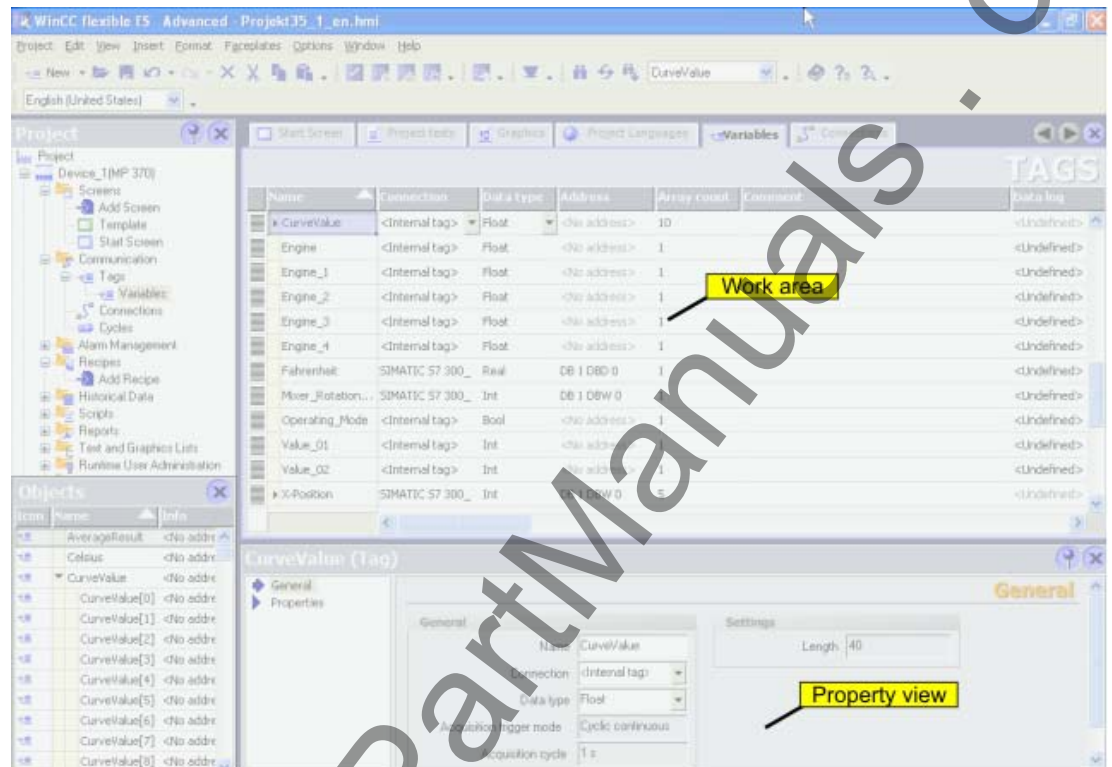 WinCC flexible ES Advanced - Projekt35_1_en.hmi
Project Edit View Insert Format Faceplates Options Window Help
New CurveValue
English (United States)
Project
Start Screen Project texts Graphics Project Languages Variables
TAGS
Project
Device_1(MP 370)
Screens
Add Screen
Template
Start Screen
Communication
Tags
Variables
Connections
Cycles
Alarm Management
Recipes
Add Recipe
Historical Data
Scripts
Reports
Text and Graphics Lists
Runtime User Administration
Name Connection Data type Address Array count Comment Data log
CurveValue <Internal tag> Float <No address> 10 <Undefined>
Engine <Internal tag> Float <No address> 1 <Undefined>
Engine_1 <Internal tag> Float <No address> 1 <Undefined>
Engine_2 <Internal tag> Float <No address> 1 <Undefined>
Engine_3 <Internal tag> Float <No address> 1 <Undefined>
Engine_4 <Internal tag> Float <No address> 1 <Undefined>
Fahrenheit SIMATIC S7 300_ Real DB 1 DBD 0 1 <Undefined>
Mixer_Rotation... SIMATIC S7 300_ Int DB 1 DBW 0 <Undefined>
Operating_Mode <Internal tag> Bool <No address> 1 <Undefined>
Value_01 <Internal tag> Int <No address> 1 <Undefined>
Value_02 <Internal tag> Int <No address> 1 <Undefined>
X-Position SIMATIC S7 300_ Int DB 1 DBW 0 5 <Undefined>
Work area
Objects
Icon Name Info
AverageResult <No addre
Celsius <No addre
CurveValue <No addre
CurveValue[0] <No addre
CurveValue[1] <No addre
CurveValue[2] <No addre
CurveValue[3] <No addre
CurveValue[4] <No addre
CurveValue[5] <No addre
CurveValue[6] <No addre
CurveValue[7] <No addre
CurveValue[8] <No addre
CurveValue (Tag)
General
Properties
General
General
Name CurveValue
Connection <Internal tag>
Data type Float
Acquisition trigger mode Cyclic continuous
Acquisition cycle 1 s
Settings
Length 40
Property view
PartManuals.